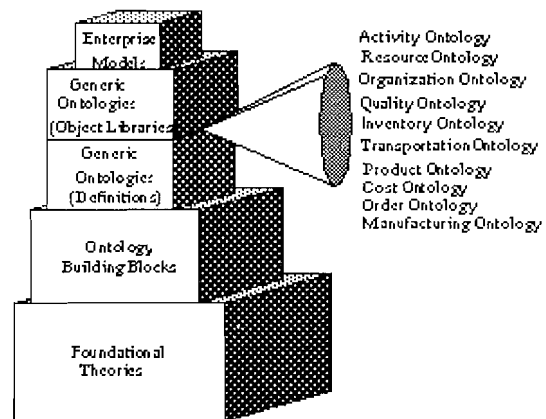 Enterprise
Models
Generic
Ontologies
(Object Libraries
Generic
Ontologies
(Definitions)
Ontology
Building Blocks
Foundational
Theories
Activity Ontology
Resource Ontology
Organization Ontology
Quality Ontology
Inventory Ontology
Transportation Ontology
Product Ontology
Cost Ontology
Order Ontology
Manufacturing Ontology